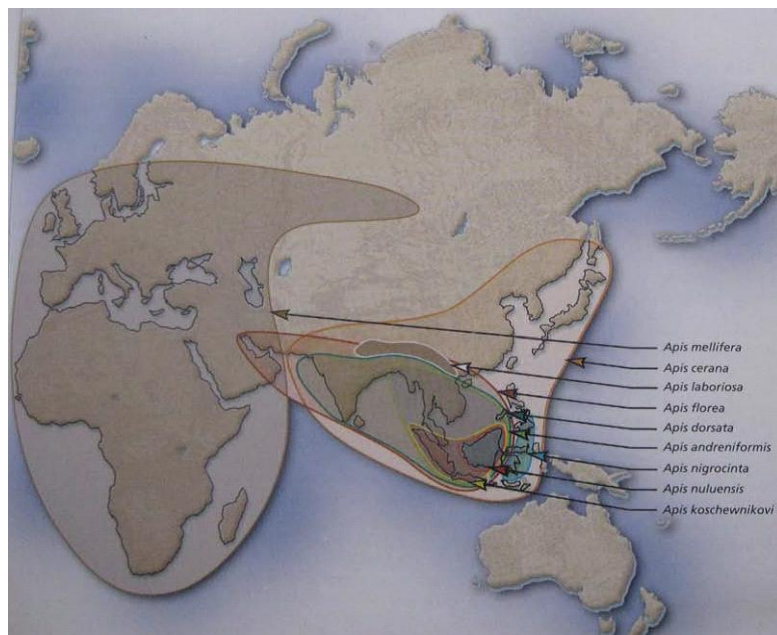 Apis mellifera
Apis cerana
Apis laboriosa
Apis florea
Apis dorsata
Apis andreniformis
Apis nigrocinta
Apis nuluensis
Apis koschewnikovi